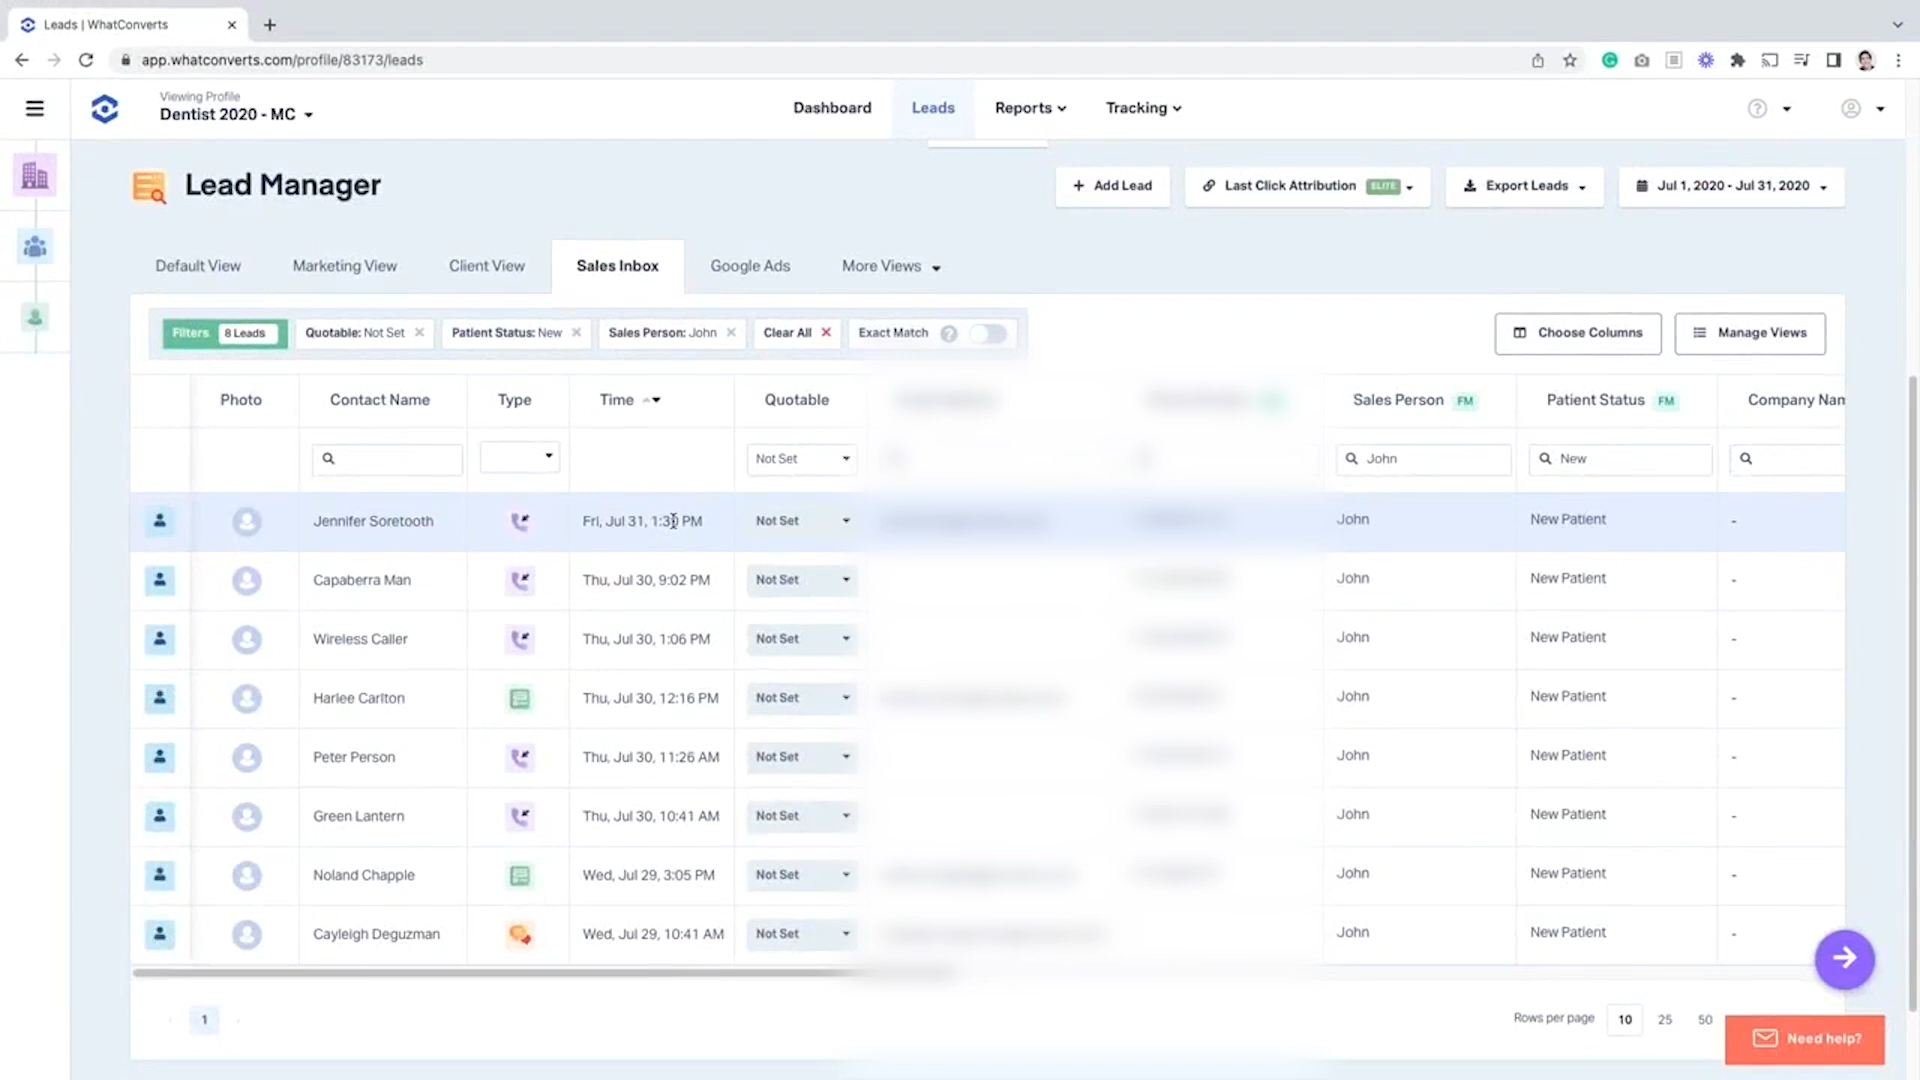 Leads | WhatConverts
app.whatconverts.com/profile/83173/leads
Viewing Profile
Dentist 2020 - MC
Dashboard
Leads
Reports
Tracking
Lead Manager
+ Add Lead
Last Click Attribution ELITE
Export Leads
Jul 1, 2020 - Jul 31, 2020
Default View
Marketing View
Client View
Sales Inbox
Google Ads
More Views
Filters 8 Leads
Quotable: Not Set
Patient Status: New
Sales Person: John
Clear All
Exact Match ?
Choose Columns
Manage Views
Photo Contact Name Type Time Quotable Sales Person FM Patient Status FM Company Nam
Not Set John New
Jennifer Soretooth Fri, Jul 31, 1:3 PM Not Set John New Patient -
Capaberra Man Thu, Jul 30, 9:02 PM Not Set John New Patient -
Wireless Caller Thu, Jul 30, 1:06 PM Not Set John New Patient -
Harlee Carlton Thu, Jul 30, 12:16 PM Not Set John New Patient -
Peter Person Thu, Jul 30, 11:26 AM Not Set John New Patient -
Green Lantern Thu, Jul 30, 10:41 AM Not Set John New Patient -
Noland Chapple Wed, Jul 29, 3:05 PM Not Set John New Patient -
Cayleigh Deguzman Wed, Jul 29, 10:41 AM Not Set John New Patient -
1
Rows per page 10 25 50
Need help?